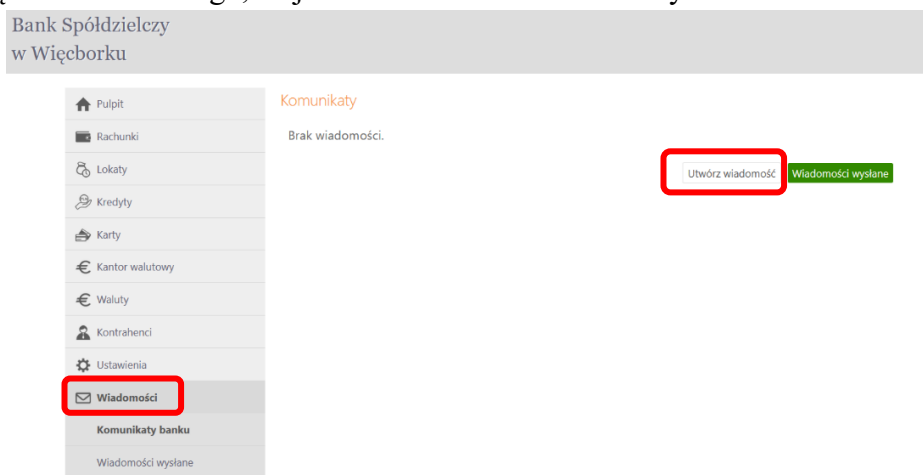 Bank Spółdzielczy
w Więcborku
Pulpit
Rachunki
Lokaty
Kredyty
Karty
Kantor walutowy
Waluty
Kontrahenci
Ustawienia
Wiadomości
Komunikaty banku
Wiadomości wysłane
Komunikaty
Brak wiadomości.
Utwórz wiadomość Wiadomości wysłane